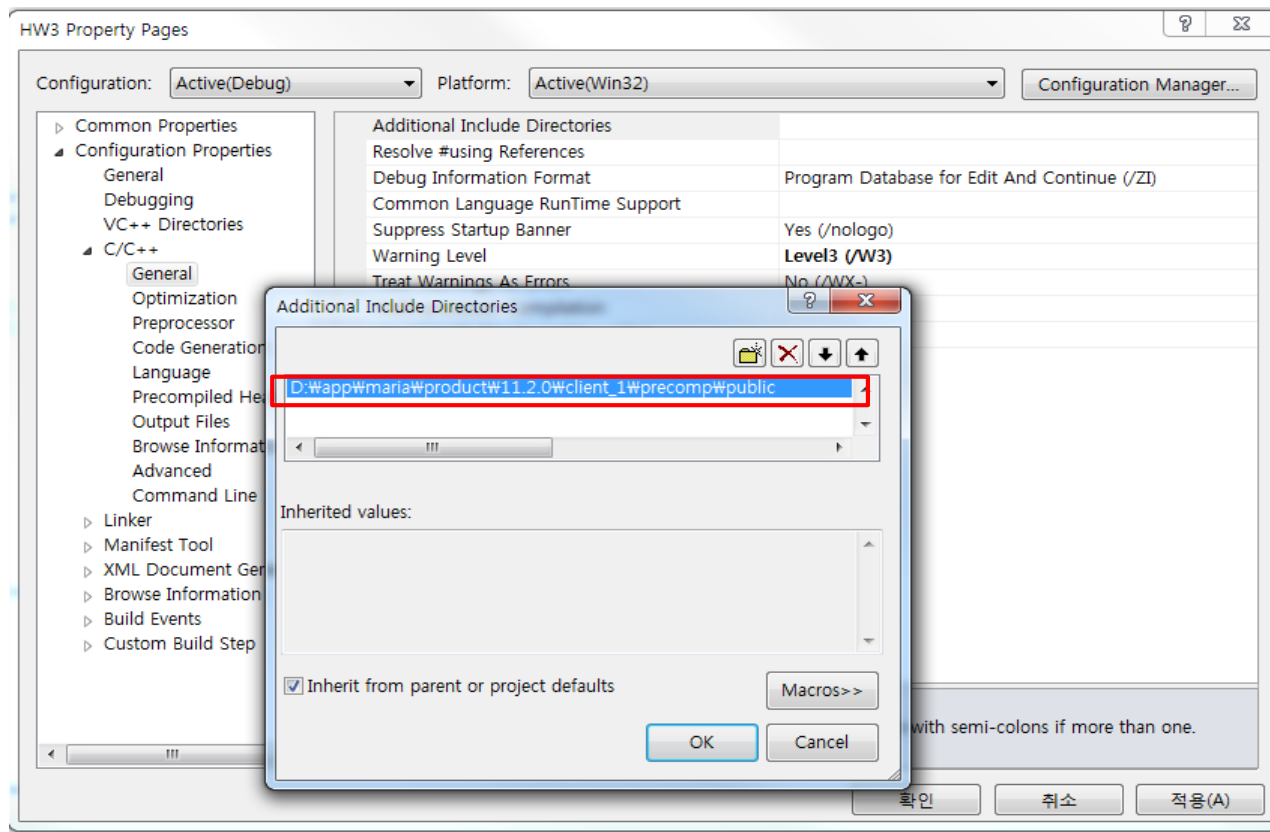 HW3 Property Pages
Configuration: Active(Debug) Platform: Active(Win32) Configuration Manager...
Common Properties
Configuration Properties
General
Debugging
VC++ Directories
C/C++
General
Optimization
Preprocessor
Code Generation
Language
Precompiled Hea
Output Files
Browse Informat
Advanced
Command Line
Linker
Manifest Tool
XML Document Ger
Browse Information
Build Events
Custom Build Step
Additional Include Directories
Resolve #using References
Debug Information Format Program Database for Edit And Continue (/ZI)
Common Language RunTime Support
Suppress Startup Banner Yes (/nologo)
Warning Level Level3 (/W3)
Treat Warnings As Errors No (/WX-)
Additional Include Directories
D:₩app₩maria₩product₩11.2.0₩client_1₩precomp₩public
Inherited values:
Inherit from parent or project defaults
Macros>>
OK Cancel
with semi-colons if more than one.
확인 취소 적용(A)